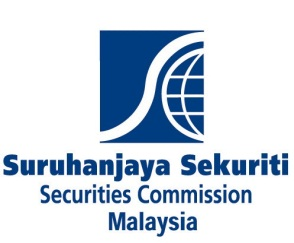 Suruhanjaya Sekuriti
Securities Commission
Malaysia